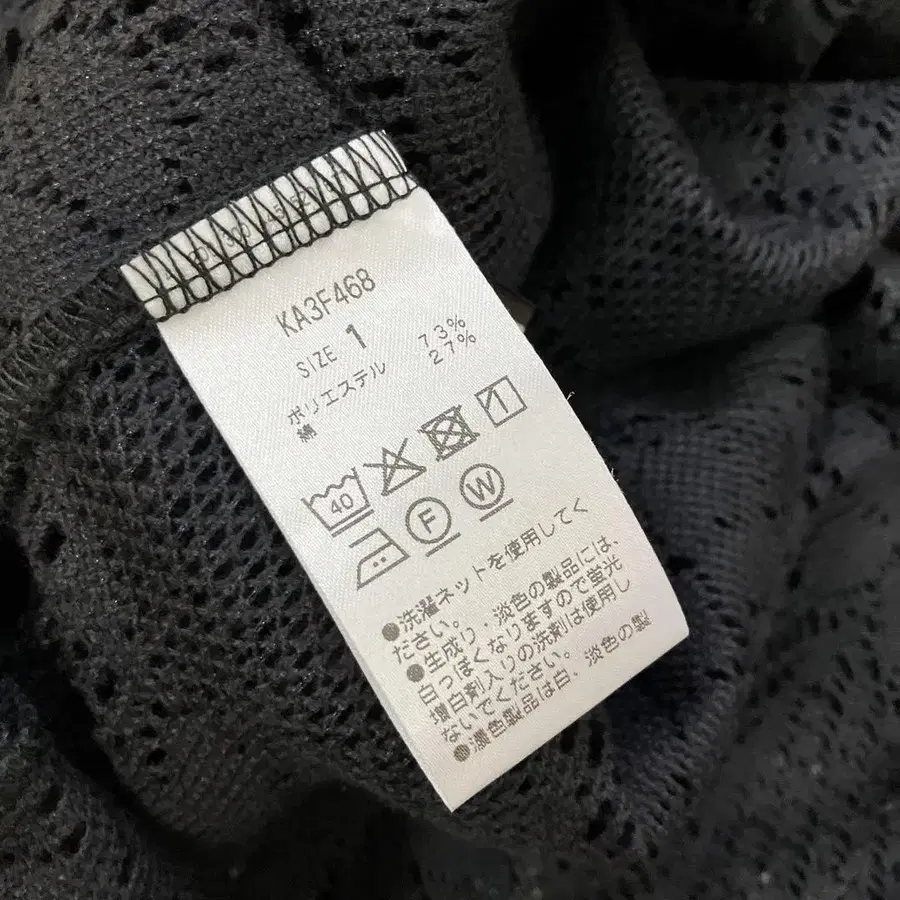 KA3F468
SIZE 1
ポリエステル 73%
綿 27%
40
F W
●洗濯ネットを使用してく
ださい。
●生成り、淡色の製品には、
白っぽくなりますので蛍光
増白剤入りの洗剤は使用し
ないでください。
●濃色製品は白、淡色の製